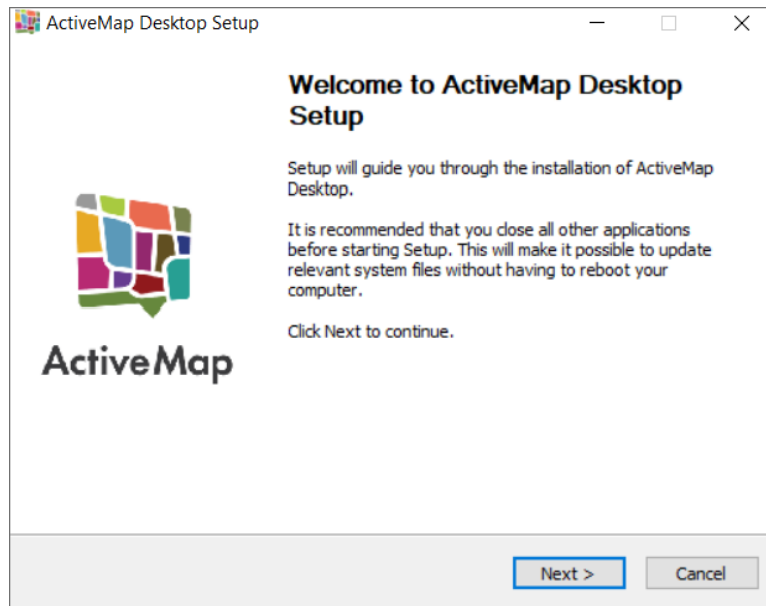 ActiveMap Desktop Setup
Welcome to ActiveMap Desktop
Setup
Setup will guide you through the installation of ActiveMap
Desktop.
It is recommended that you close all other applications
before starting Setup. This will make it possible to update
relevant system files without having to reboot your
computer.
Click Next to continue.
ActiveMap
Next >
Cancel